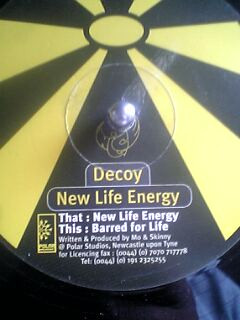 Decoy
New Life Energy
That : New Life Energy
This : Barred for Life
Written & Produced by Mo & Skinny
@ Polar Studios, Newcastle upon Tyne
for Licencing fax : (0044) (0) 7070 717778
Tel: (0044) (0) 191 2325255
POLAR